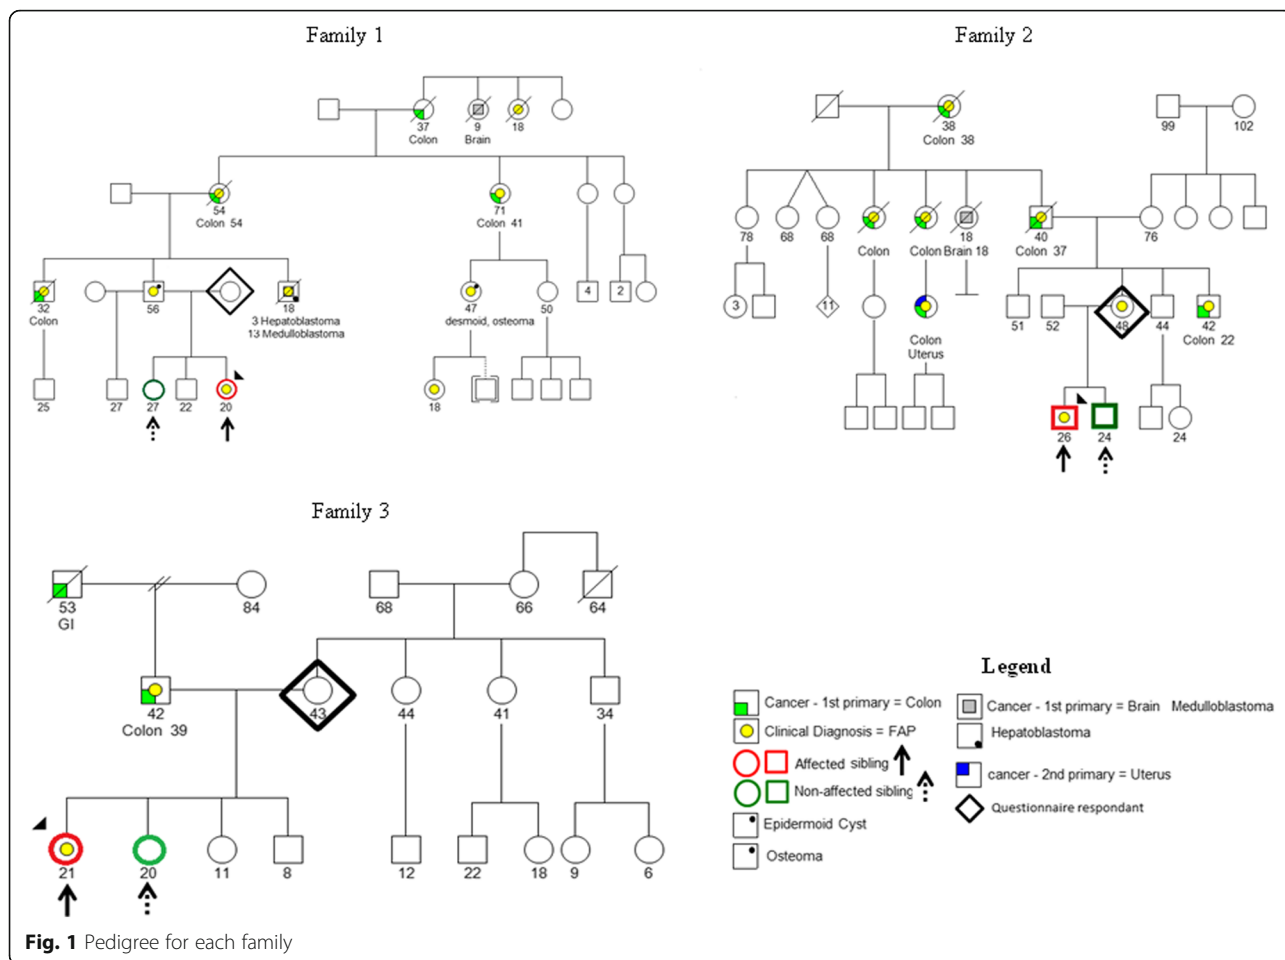 Family 1
37
Colon
9
Brain
18
54
Colon 54
71
Colon 41
32
Colon
56
18
3 Hepatoblastoma
13 Medulloblastoma
47
desmoid, osteoma
50
4
2
25
27
27
22
20
18
Family 2
38
Colon 38
99
102
78
68
68
Colon
Colon
18
Brain 18
40
Colon 37
76
3
11
Colon
Uterus
51
52
48
44
42
Colon 22
26
24
24
Family 3
53
GI
84
68
66
64
42
Colon 39
43
44
41
34
21
20
11
8
12
22
18
9
6
Legend
Cancer - 1st primary = Colon
Clinical Diagnosis = FAP
Affected sibling
Non-affected sibling
Epidermoid Cyst
Osteoma
Cancer - 1st primary = Brain Medulloblastoma
Hepatoblastoma
cancer - 2nd primary = Uterus
Questionnaire respondant
Fig. 1 Pedigree for each family